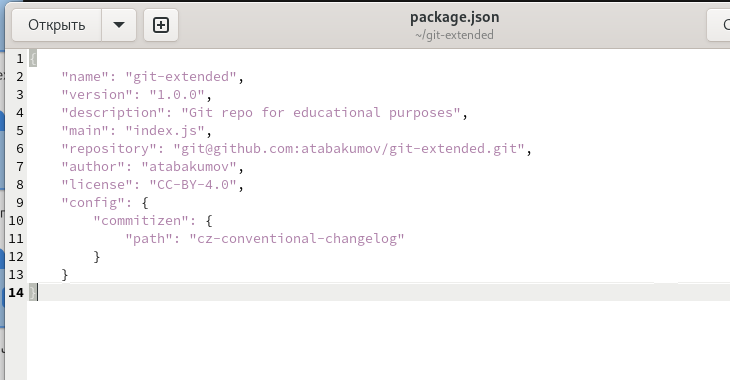 Открыть
package.json
~/git-extended
1 {
2     "name": "git-extended",
3     "version": "1.0.0",
4     "description": "Git repo for educational purposes",
5     "main": "index.js",
6     "repository": "git@github.com:atabakumov/git-extended.git",
7     "author": "atabakumov",
8     "license": "CC-BY-4.0",
9     "config": {
10         "commitizen": {
11             "path": "cz-conventional-changelog"
12         }
13     }
14 }